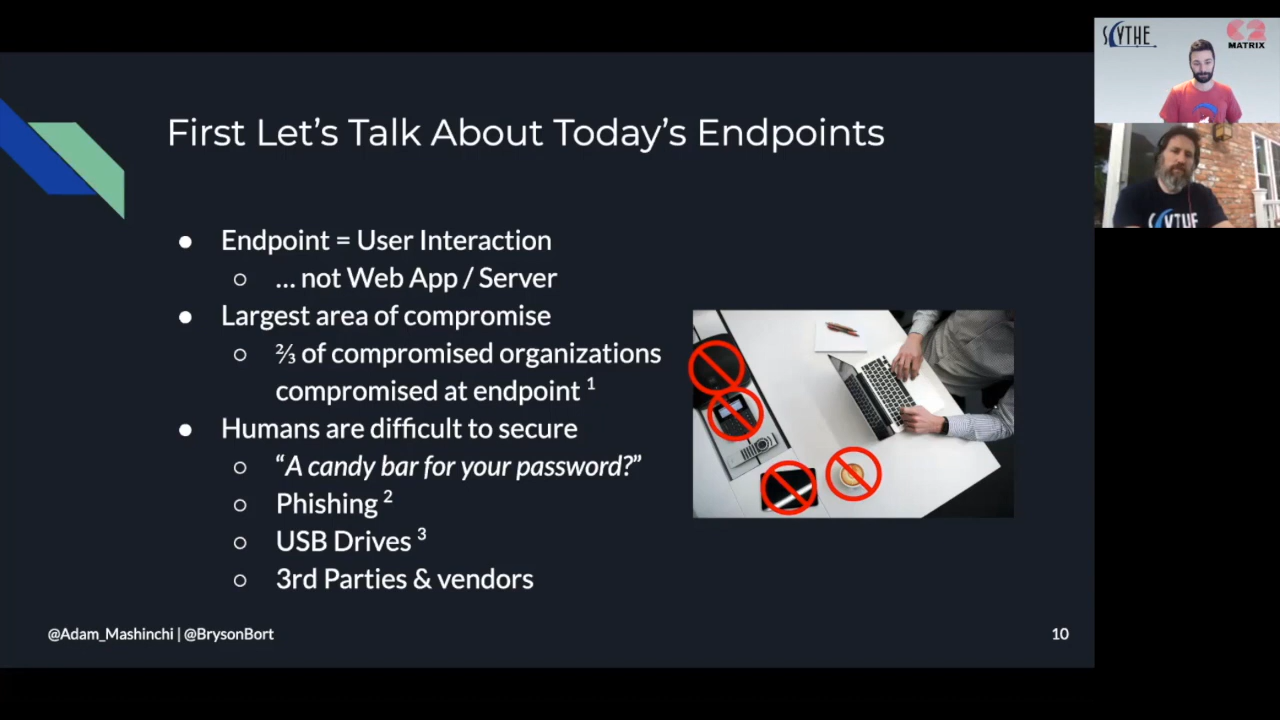 First Let's Talk About Today's Endpoints
● Endpoint = User Interaction
○ ... not Web App / Server
● Largest area of compromise
○ ⅔ of compromised organizations
compromised at endpoint ¹
● Humans are difficult to secure
○ “A candy bar for your password?”
○ Phishing ²
○ USB Drives ³
○ 3rd Parties & vendors
@Adam_Mashinchi | @BrysonBort
10
SCYTHE
C2
MATRIX
SCYTHE